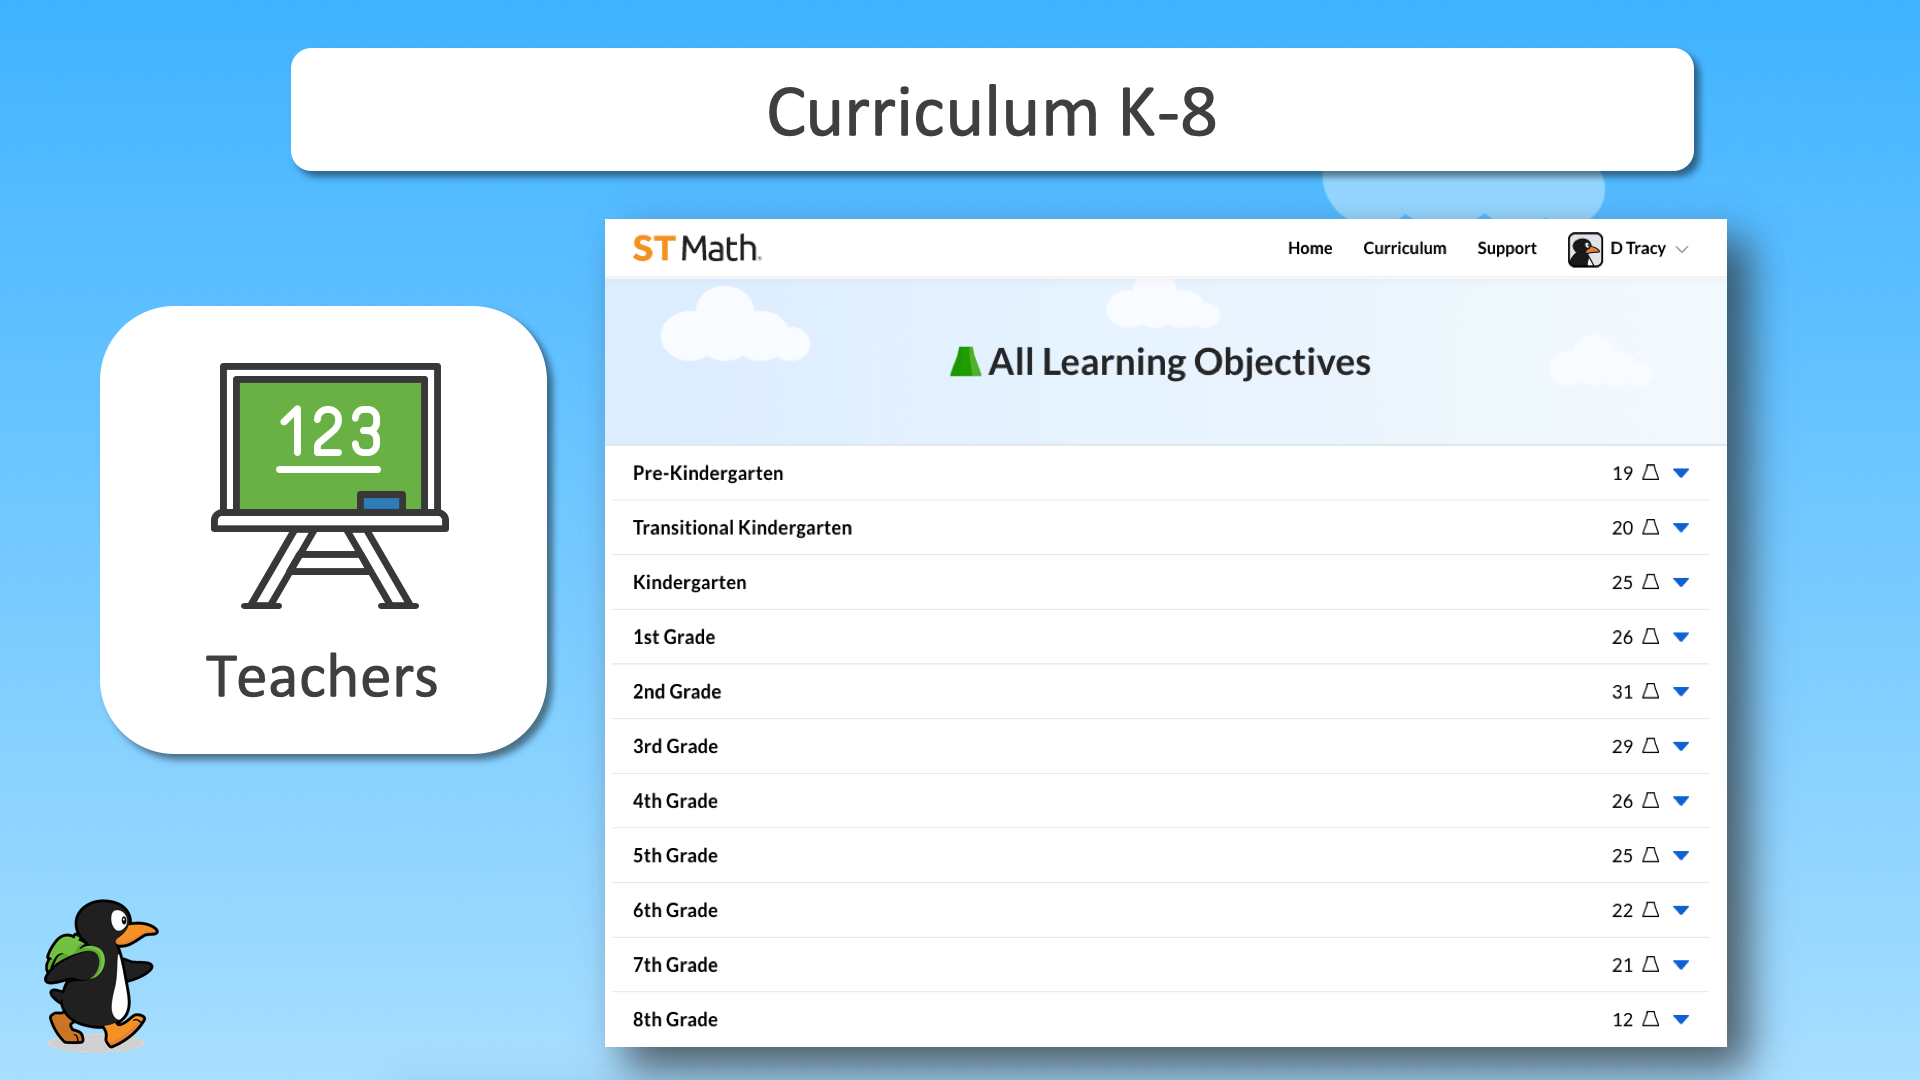 Curriculum K-8
ST Math
Home Curriculum Support D Tracy
All Learning Objectives
123
Teachers
Pre-Kindergarten 19
Transitional Kindergarten 20
Kindergarten 25
1st Grade 26
2nd Grade 31
3rd Grade 29
4th Grade 26
5th Grade 25
6th Grade 22
7th Grade 21
8th Grade 12